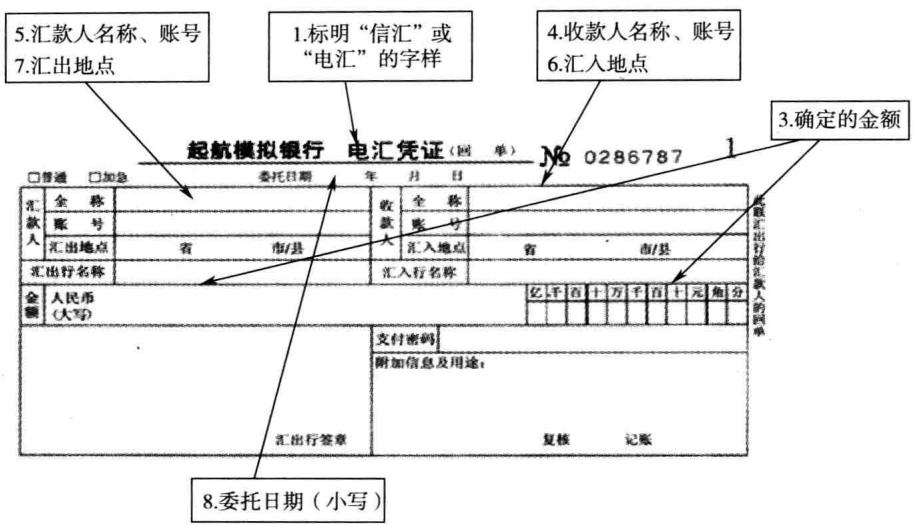 5.汇款人名称、账号
7.汇出地点
1.标明“信汇”或
“电汇”的字样
4.收款人名称、账号
6.汇入地点
3.确定的金额
起航模拟银行 电汇凭证（回 单） № 0286787 1
□普通 □加急 委托日期 年 月 日
汇款人 全 称 收款人 全 称
账 号 账 号
汇出地点 省 市/县 汇入地点 省 市/县
汇出行名称 汇入行名称
金额 人民币（大写） 亿 千 百 十 万 千 百 十 元 角 分
支付密码
附加信息及用途：
汇出行签章 复核 记账
此联汇出行给汇款人的回单
8.委托日期（小写）